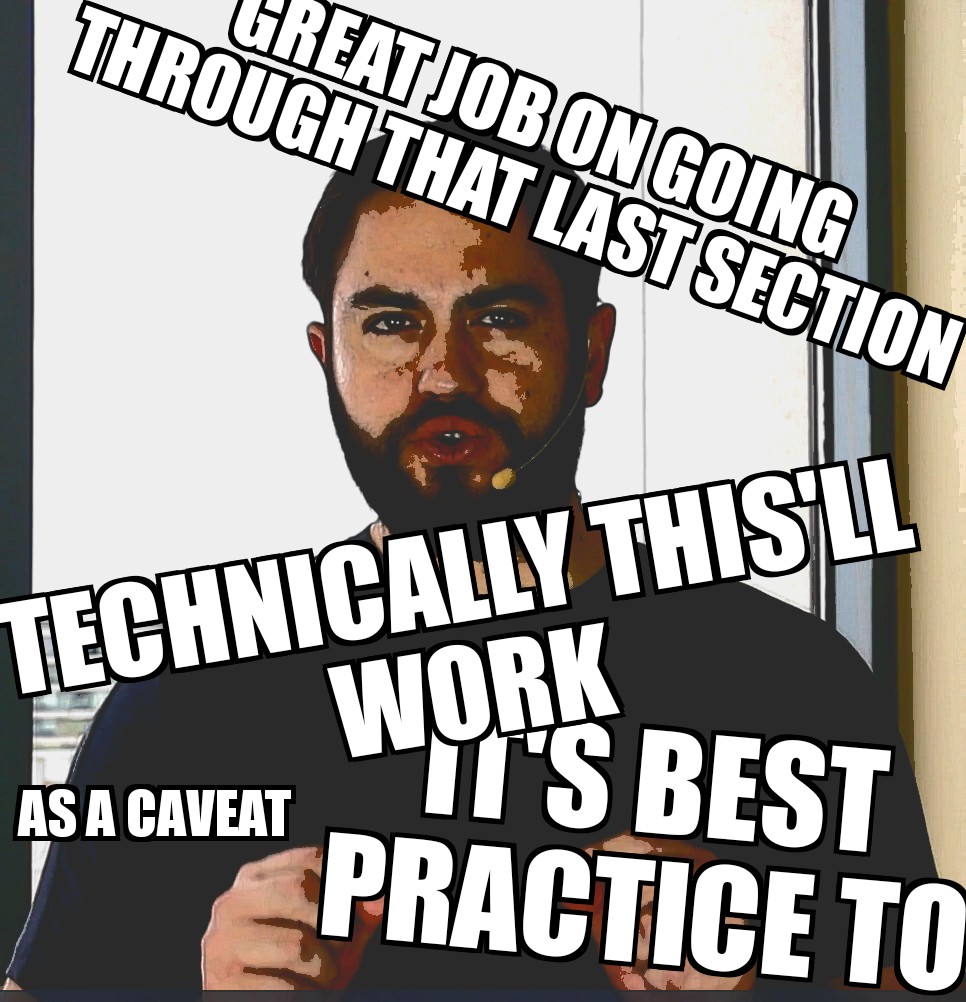 GREAT JOB ON GOING
THROUGH THAT LAST SECTION
TECHNICALLY THIS'LL
WORK
IT'S BEST
PRACTICE TO
AS A CAVEAT